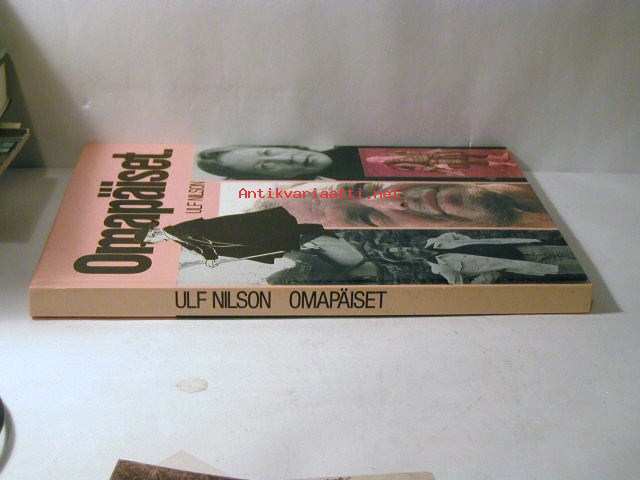 Omapäiset
ULF NILSON
Antikvariaatti.net
ULF NILSON OMAPÄISET